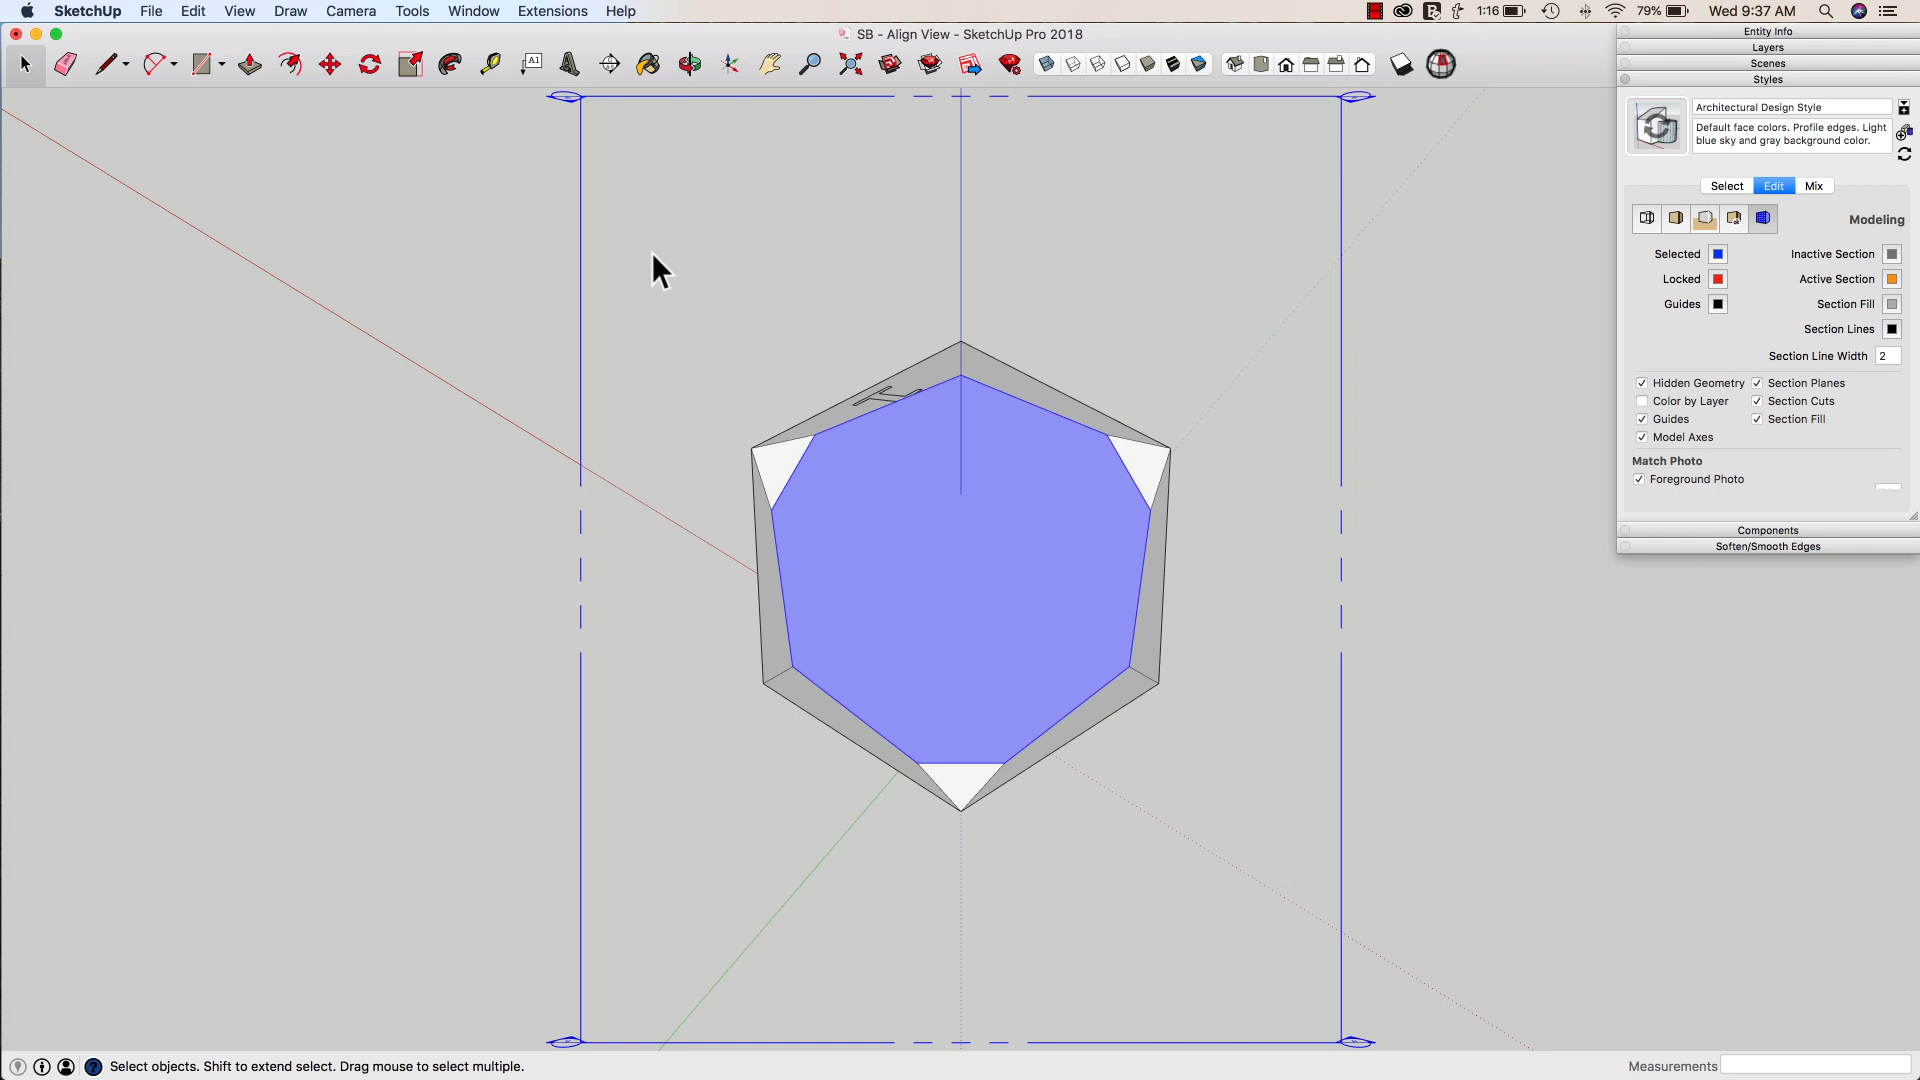 SketchUp File Edit View Draw Camera Tools Window Extensions Help 1:16 79% Wed 9:37 AM
SB - Align View - SketchUp Pro 2018
A1
Entity Info
Layers
Scenes
Styles
Architectural Design Style
Default face colors. Profile edges. Light
blue sky and gray background color.
Select Edit Mix
Modeling
Selected Inactive Section
Locked Active Section
Guides Section Fill
Section Lines
Section Line Width 2
Hidden Geometry Section Planes
Color by Layer Section Cuts
Guides Section Fill
Model Axes
Match Photo
Foreground Photo
Components
Soften/Smooth Edges
Select objects. Shift to extend select. Drag mouse to select multiple.
Measurements